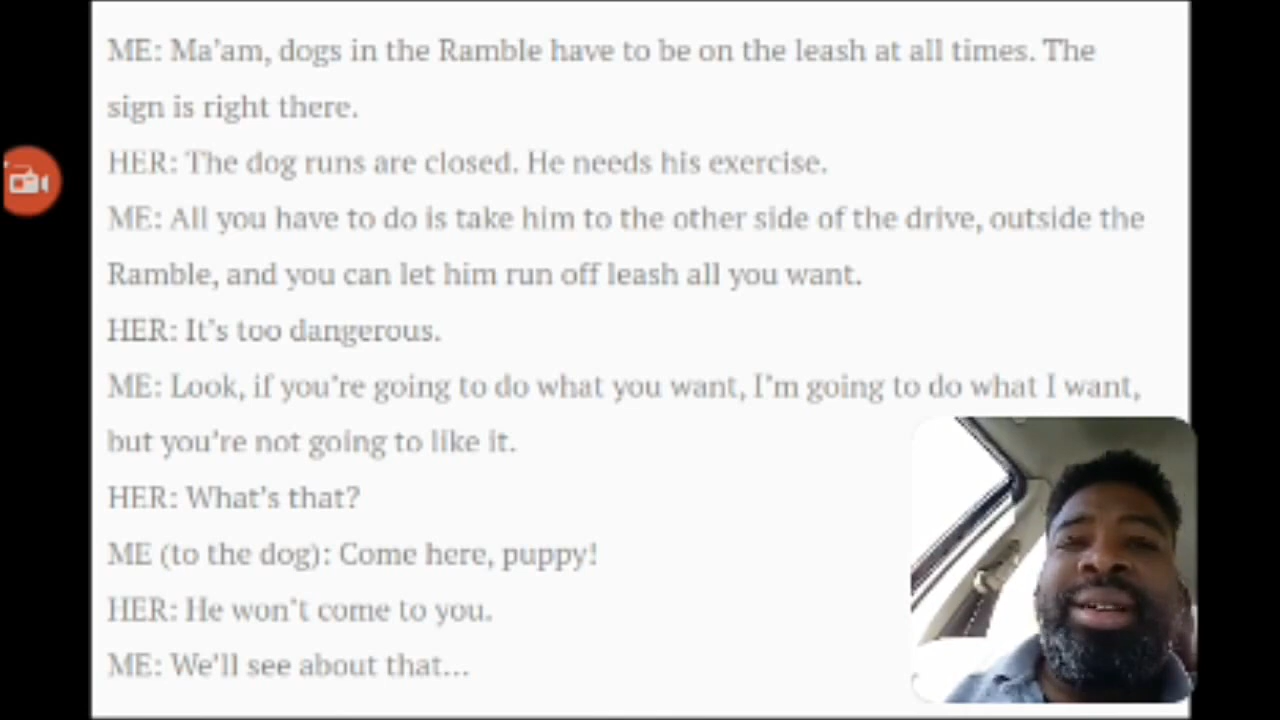 ME: Ma’am, dogs in the Ramble have to be on the leash at all times. The
sign is right there.
HER: The dog runs are closed. He needs his exercise.
ME: All you have to do is take him to the other side of the drive, outside the
Ramble, and you can let him run off leash all you want.
HER: It’s too dangerous.
ME: Look, if you’re going to do what you want, I’m going to do what I want,
but you’re not going to like it.
HER: What’s that?
ME (to the dog): Come here, puppy!
HER: He won’t come to you.
ME: We’ll see about that…